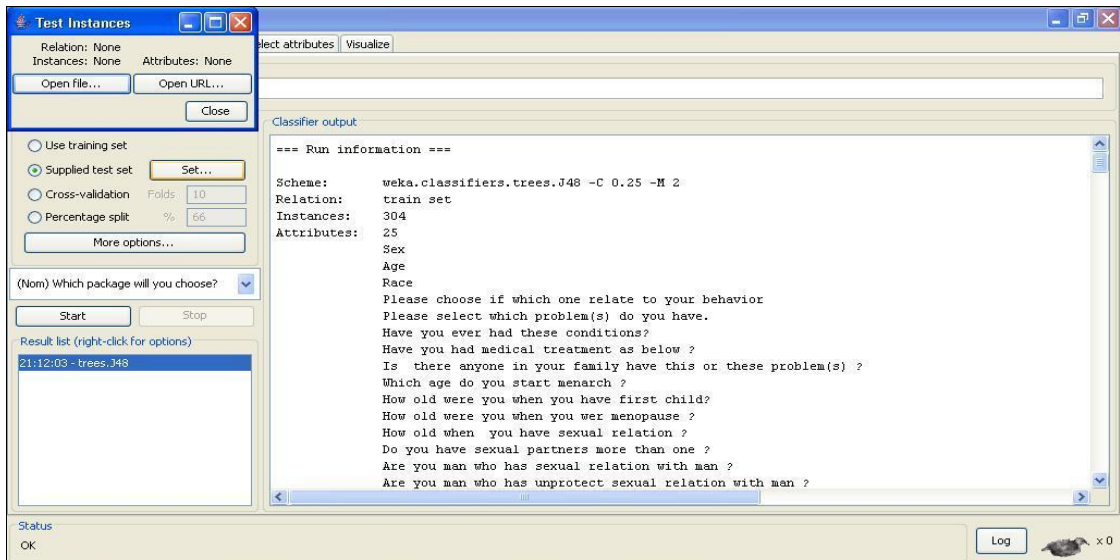 Test Instances
Relation: None
Instances: None Attributes: None
Open file... Open URL...
Close
elect attributes Visualize
Use training set
Supplied test set Set...
Cross-validation Folds 10
Percentage split % 66
More options...
(Nom) Which package will you choose?
Start Stop
Result list (right-click for options)
21:12:03 - trees.J48
Classifier output
=== Run information ===
Scheme: weka.classifiers.trees.J48 -C 0.25 -M 2
Relation: train set
Instances: 304
Attributes: 25
Sex
Age
Race
Please choose if which one relate to your behavior
Please select which problem(s) do you have.
Have you ever had these conditions?
Have you had medical treatment as below ?
Is there anyone in your family have this or these problem(s) ?
Which age do you start menarch ?
How old were you when you have first child?
How old were you when you wer menopause ?
How old when you have sexual relation ?
Do you have sexual partners more than one ?
Are you man who has sexual relation with man ?
Are you man who has unprotect sexual relation with man ?
Status
OK
Log x 0